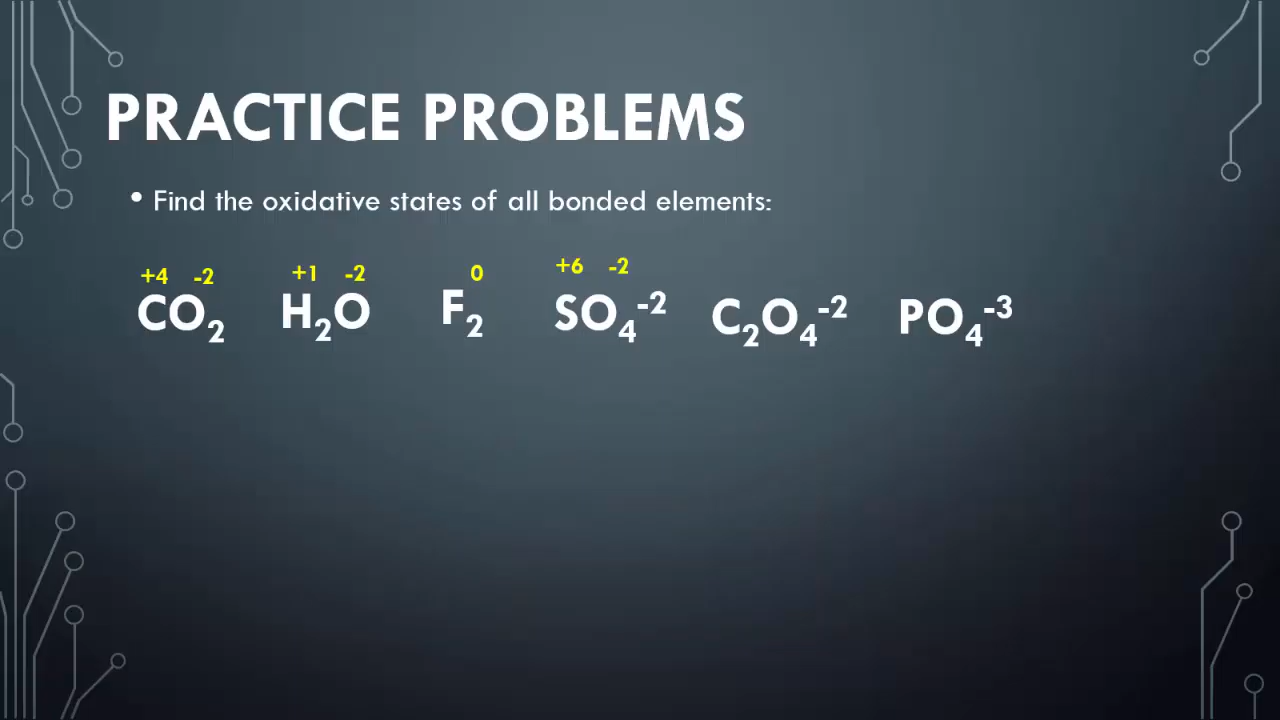 PRACTICE PROBLEMS
• Find the oxidative states of all bonded elements:
+4 -2 +1 -2 0 +6 -2
CO₂ H₂O F₂ SO₄⁻² C₂O₄⁻² PO₄⁻³